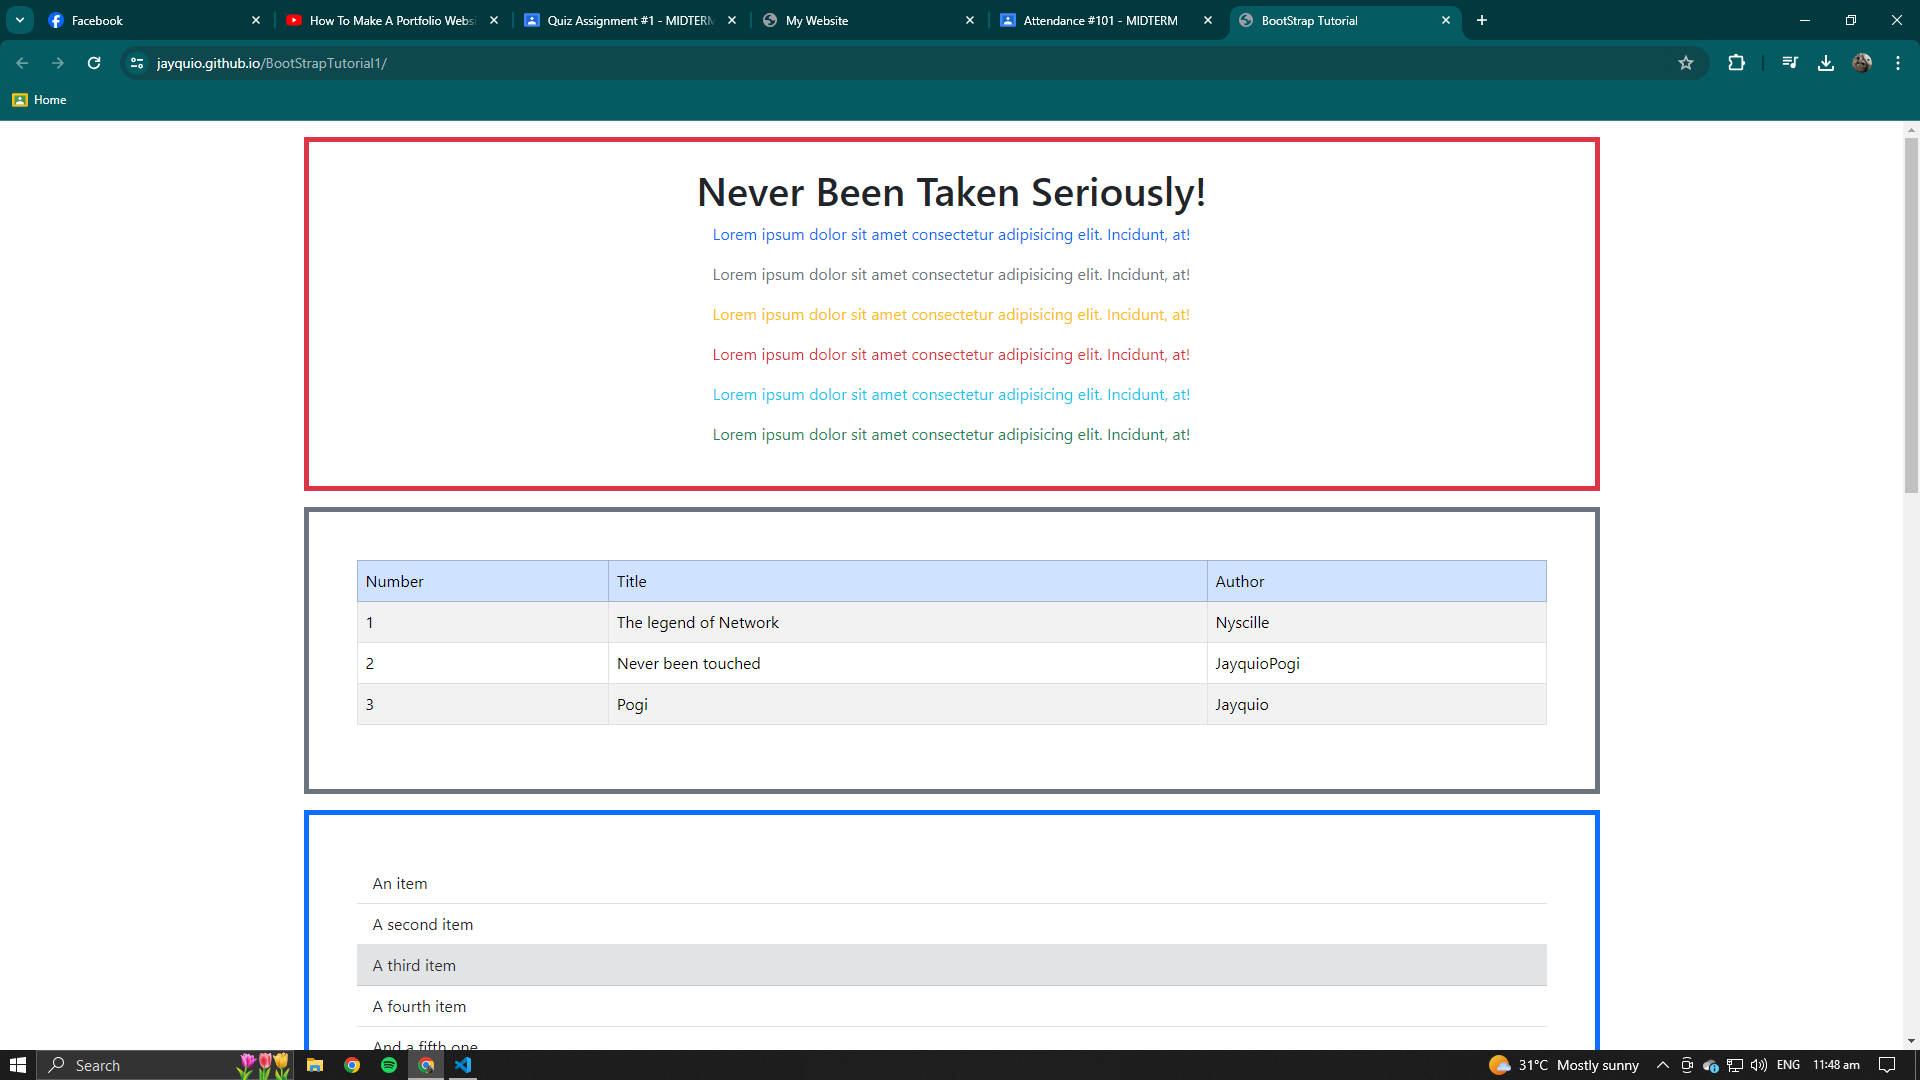 Facebook
How To Make A Portfolio Websi
Quiz Assignment #1 - MIDTERM
My Website
Attendance #101 - MIDTERM
BootStrap Tutorial
jayquio.github.io/BootStrapTutorial1/
Home
Never Been Taken Seriously!
Lorem ipsum dolor sit amet consectetur adipisicing elit. Incidunt, at!
Lorem ipsum dolor sit amet consectetur adipisicing elit. Incidunt, at!
Lorem ipsum dolor sit amet consectetur adipisicing elit. Incidunt, at!
Lorem ipsum dolor sit amet consectetur adipisicing elit. Incidunt, at!
Lorem ipsum dolor sit amet consectetur adipisicing elit. Incidunt, at!
Lorem ipsum dolor sit amet consectetur adipisicing elit. Incidunt, at!
Number Title Author
1 The legend of Network Nyscille
2 Never been touched JayquioPogi
3 Pogi Jayquio
An item
A second item
A third item
A fourth item
And a fifth one
Search
31°C Mostly sunny
ENG
11:48 am